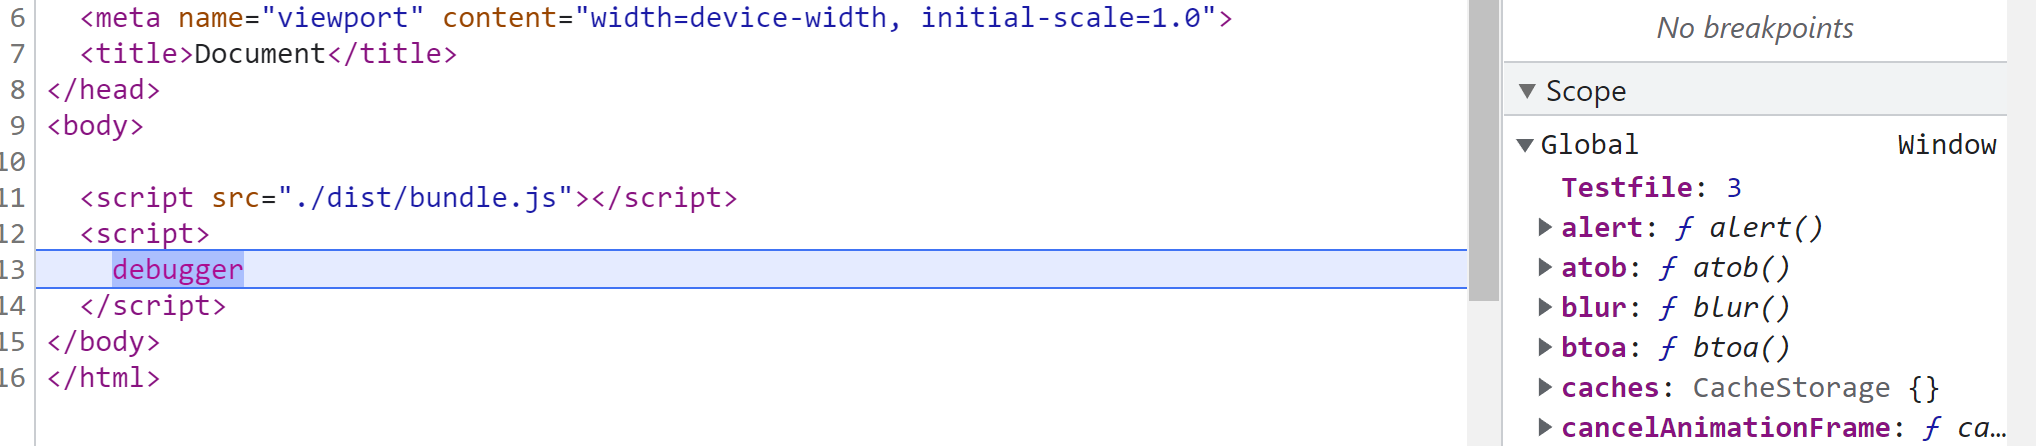 6 <meta name="viewport" content="width=device-width, initial-scale=1.0">
7 <title>Document</title>
8 </head>
9 <body>
10
11 <script src="./dist/bundle.js"></script>
12 <script>
13 debugger
14 </script>
15 </body>
16 </html>
No breakpoints
Scope
Global Window
Testfile: 3
alert: ƒ alert()
atob: ƒ atob()
blur: ƒ blur()
btoa: ƒ btoa()
caches: CacheStorage {}
cancelAnimationFrame: ƒ ca…